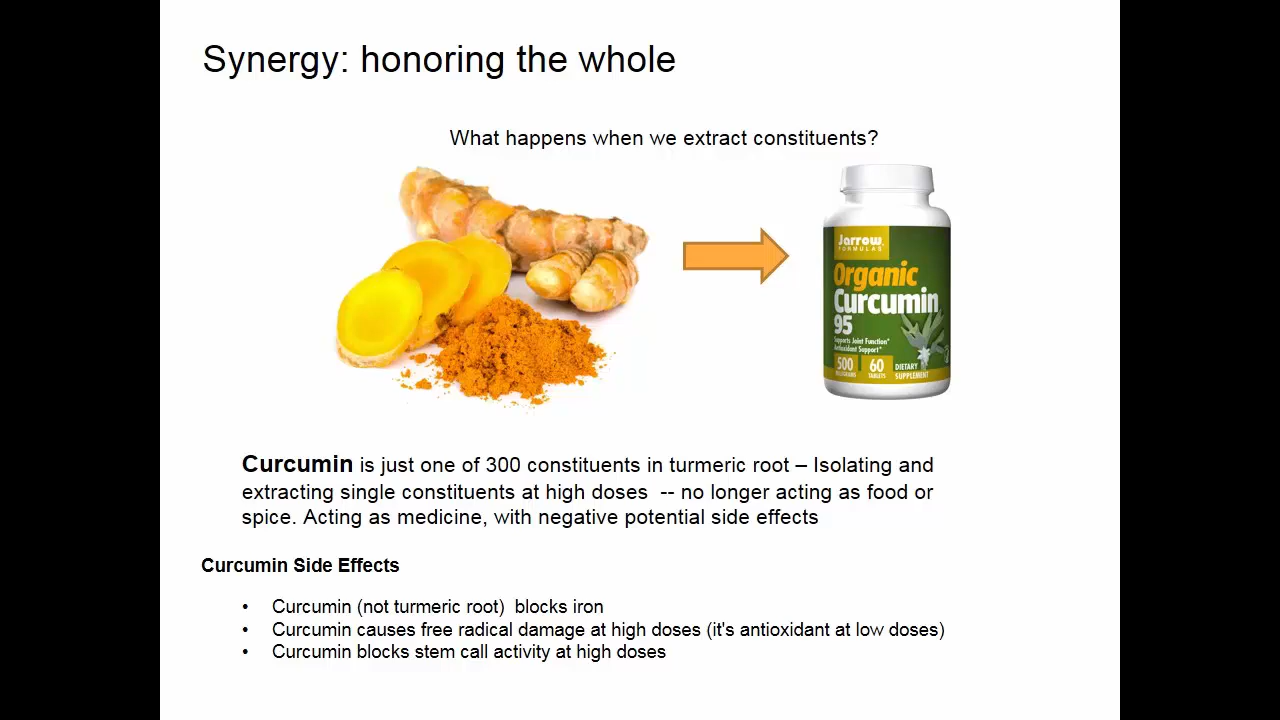 Synergy: honoring the whole
What happens when we extract constituents?
Jarrow
FORMULAS
Organic
Curcumin
95
Supports Joint Function*
Antioxidant Support*
500
MILLIGRAMS
60
TABLETS
DIETARY
SUPPLEMENT
Curcumin is just one of 300 constituents in turmeric root – Isolating and
extracting single constituents at high doses -- no longer acting as food or
spice. Acting as medicine, with negative potential side effects
Curcumin Side Effects
• Curcumin (not turmeric root) blocks iron
• Curcumin causes free radical damage at high doses (it's antioxidant at low doses)
• Curcumin blocks stem call activity at high doses